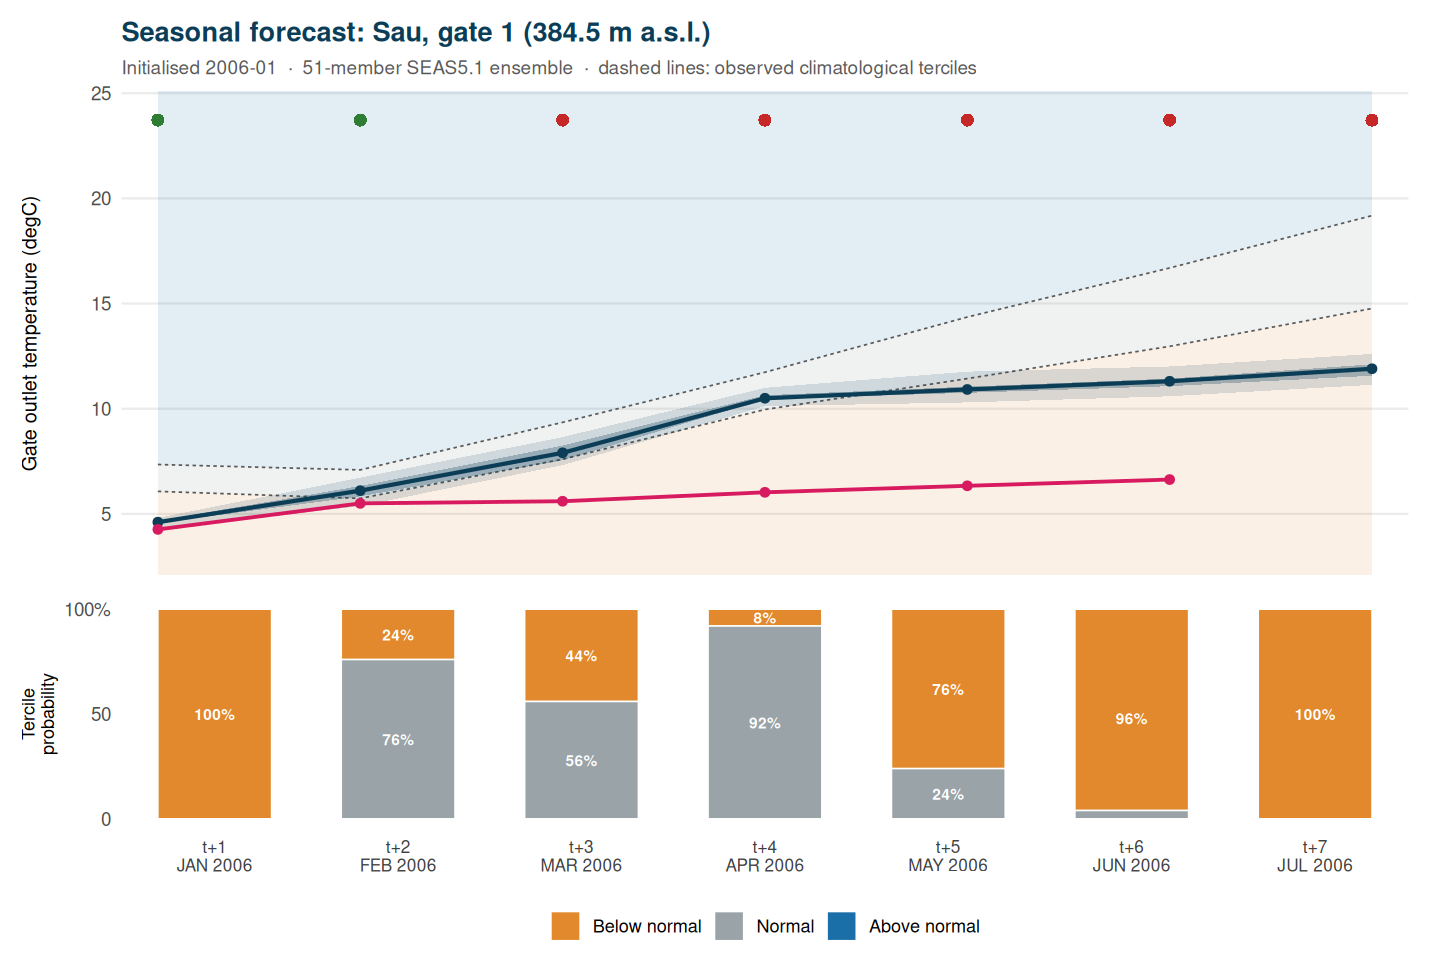 Seasonal forecast: Sau, gate 1 (384.5 m a.s.l.)
Initialised 2006-01 · 51-member SEAS5.1 ensemble · dashed lines: observed climatological terciles
Gate outlet temperature (degC)
25
20
15
10
5
Tercile
probability
100%
50
0
100%
24%
76%
44%
56%
8%
92%
76%
24%
96%
100%
t+1
JAN 2006
t+2
FEB 2006
t+3
MAR 2006
t+4
APR 2006
t+5
MAY 2006
t+6
JUN 2006
t+7
JUL 2006
Below normal
Normal
Above normal